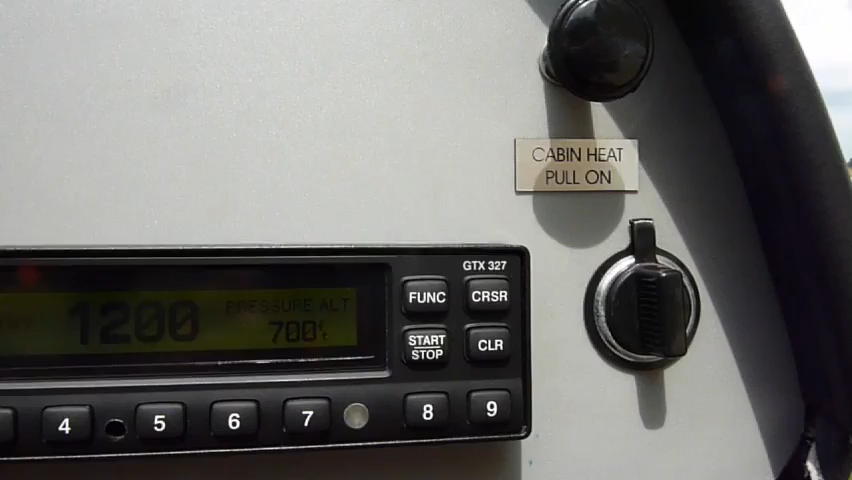 CABIN HEAT
PULL ON
GTX 327
FUNC
CRSR
1200
PRESSURE ALT
700
START
STOP
CLR
4
5
6
7
8
9